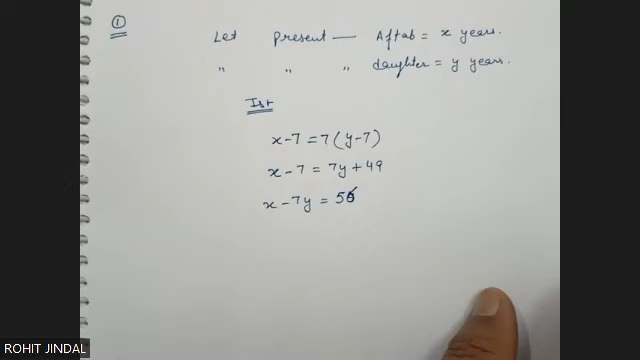 ①
Let Present — Aftab = x years.
" " " daughter = y years.
Ist
x-7 = 7(y-7)
x-7 = 7y+49
x-7y = 56
ROHIT JINDAL